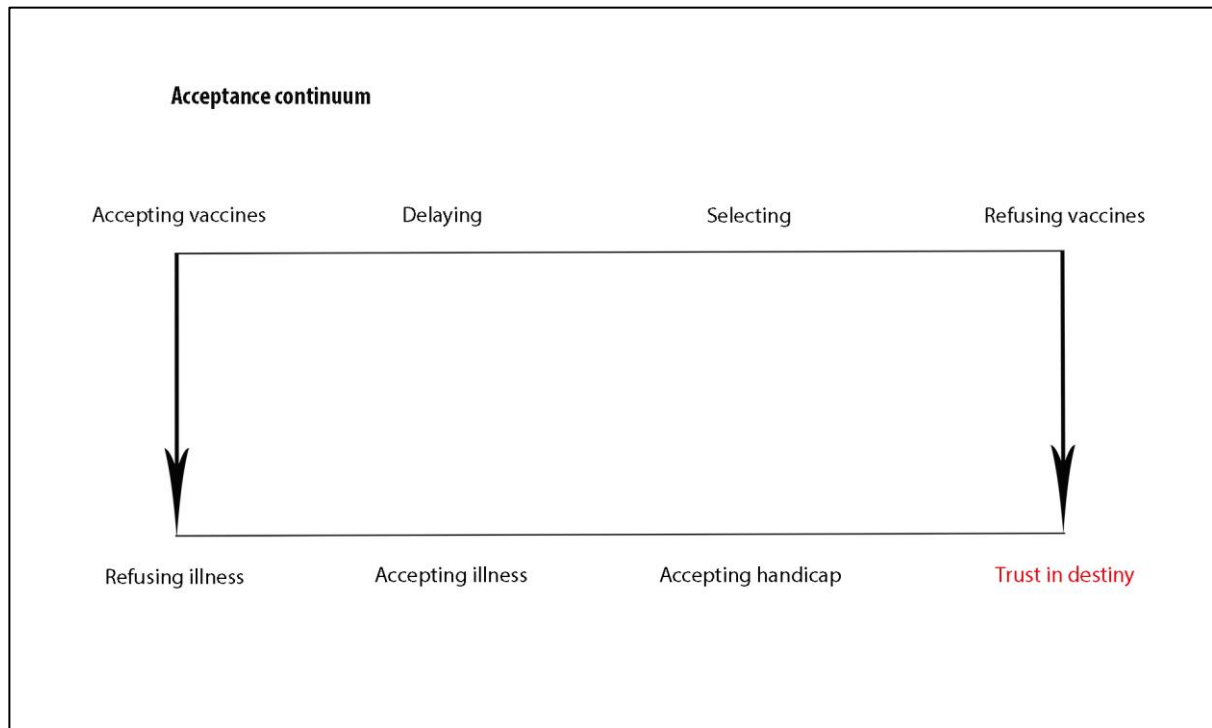 Acceptance continuum
Accepting vaccines Delaying Selecting Refusing vaccines
Refusing illness Accepting illness Accepting handicap Trust in destiny